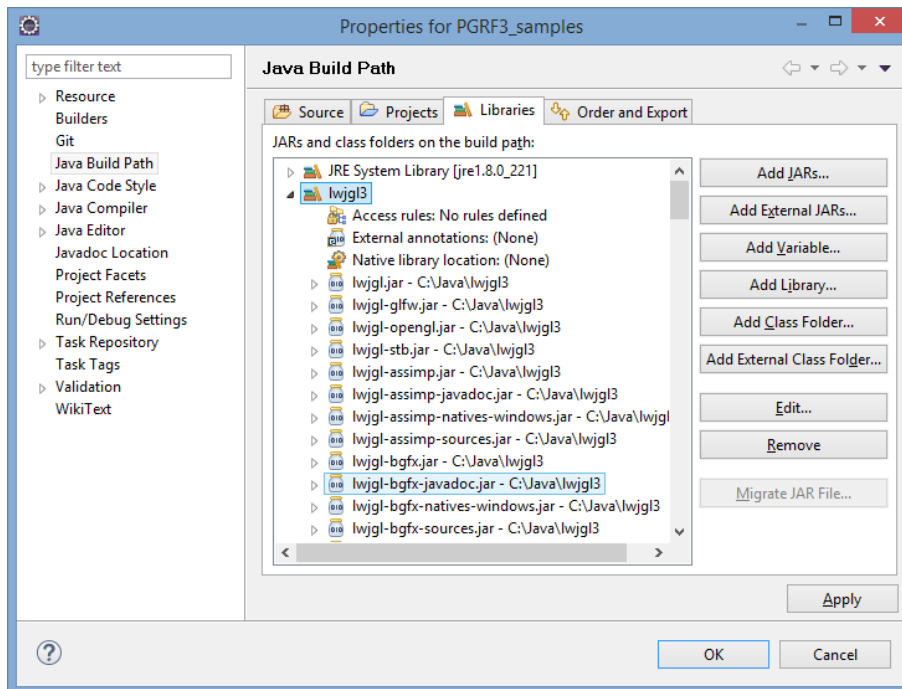 Properties for PGRF3_samples
type filter text
Resource
Builders
Git
Java Build Path
Java Code Style
Java Compiler
Java Editor
Javadoc Location
Project Facets
Project References
Run/Debug Settings
Task Repository
Task Tags
Validation
WikiText
Java Build Path
Source
Projects
Libraries
Order and Export
JARs and class folders on the build path:
JRE System Library [jre1.8.0_221]
lwjgl3
Access rules: No rules defined
External annotations: (None)
Native library location: (None)
lwjgl.jar - C:\Java\lwjgl3
lwjgl-glfw.jar - C:\Java\lwjgl3
lwjgl-opengl.jar - C:\Java\lwjgl3
lwjgl-stb.jar - C:\Java\lwjgl3
lwjgl-assimp.jar - C:\Java\lwjgl3
lwjgl-assimp-javadoc.jar - C:\Java\lwjgl3
lwjgl-assimp-natives-windows.jar - C:\Java\lwjgl
lwjgl-assimp-sources.jar - C:\Java\lwjgl3
lwjgl-bgfx.jar - C:\Java\lwjgl3
lwjgl-bgfx-javadoc.jar - C:\Java\lwjgl3
lwjgl-bgfx-natives-windows.jar - C:\Java\lwjgl3
lwjgl-bgfx-sources.jar - C:\Java\lwjgl3
Add JARs...
Add External JARs...
Add Variable...
Add Library...
Add Class Folder...
Add External Class Folder...
Edit...
Remove
Migrate JAR File...
Apply
OK
Cancel